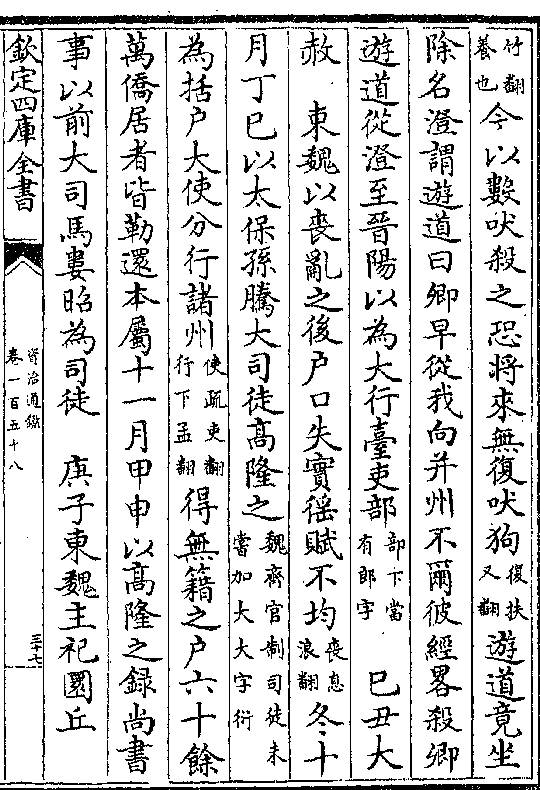 竹翻養也今以數吠殺之恐將來無復吠狗復扶又翻遊道竟坐
除名澄謂遊道曰卿早從我向并州不爾彼經畧殺卿
遊道從澄至晉陽以為大行臺吏部部下當有郎字　己丑大
赦　東魏以喪亂之後户口失實徭賦不均喪息浪翻冬十
月丁巳以太保孫騰大司徒高隆之魏齊官制司徒未嘗加大大字衍
為括户大使分行諸州使疏吏翻行下孟翻得無籍之户六十餘
萬僑居者皆勒還本屬十一月甲申以高隆之録尚書
事以前大司馬婁昭為司徒　庚子東魏主祀圜丘
欽定四庫全書
資治通鑑
卷一百五十八
三十七